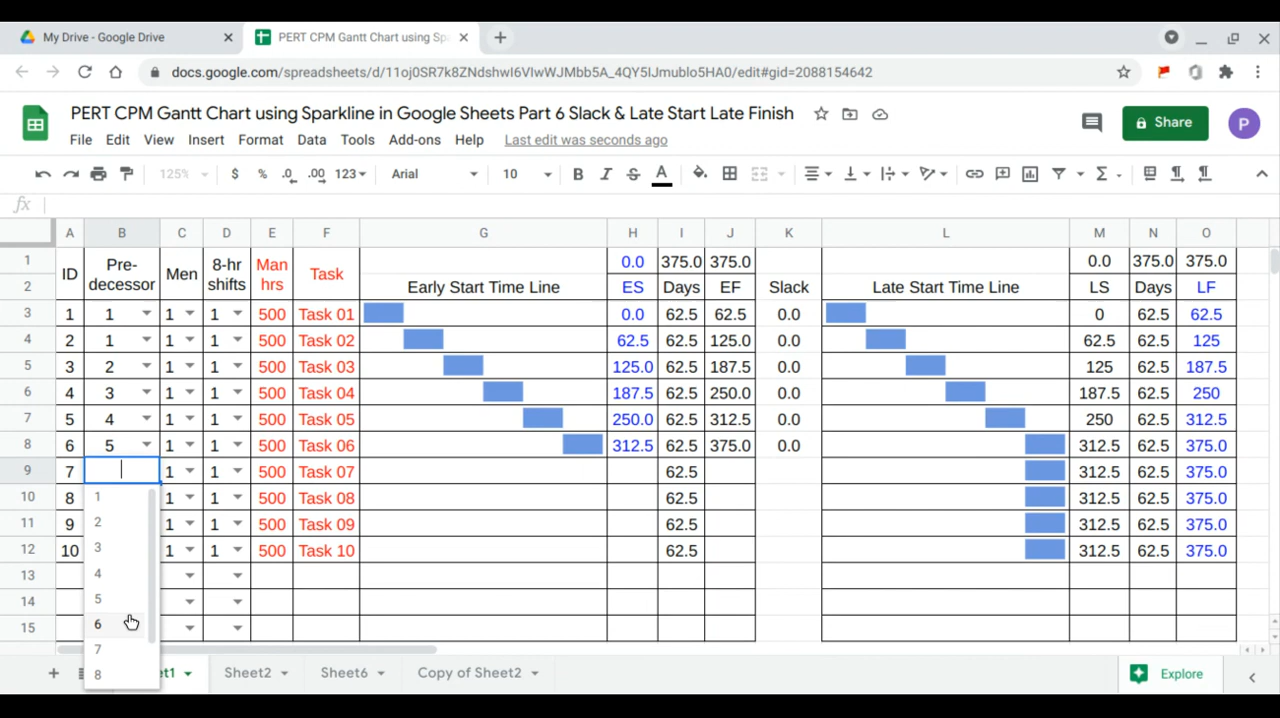 My Drive - Google Drive
PERT CPM Gantt Chart using Spa
docs.google.com/spreadsheets/d/11oj0SR7k8ZNdshwI6VIwWJMbb5A_4QY5IJmublo5HA0/edit#gid=2088154642
PERT CPM Gantt Chart using Sparkline in Google Sheets Part 6 Slack & Late Start Late Finish
Share
P
File Edit View Insert Format Data Tools Add-ons Help Last edit was seconds ago
125% $ % .0 .00 123 Arial 10 B I S A
fx
A B C D E F G H I J K L M N O
1 0.0 375.0 375.0 0.0 375.0 375.0
2 ID Pre-decessor Men 8-hr shifts Man hrs Task Early Start Time Line ES Days EF Slack Late Start Time Line LS Days LF
3 1 1 1 1 500 Task 01 0.0 62.5 62.5 0.0 0 62.5 62.5
4 2 1 1 1 500 Task 02 62.5 62.5 125.0 0.0 62.5 62.5 125
5 3 2 1 1 500 Task 03 125.0 62.5 187.5 0.0 125 62.5 187.5
6 4 3 1 1 500 Task 04 187.5 62.5 250.0 0.0 187.5 62.5 250
7 5 4 1 1 500 Task 05 250.0 62.5 312.5 0.0 250 62.5 312.5
8 6 5 1 1 500 Task 06 312.5 62.5 375.0 0.0 312.5 62.5 375.0
9 7 1 1 500 Task 07 62.5 312.5 62.5 375.0
10 8 1 1 500 Task 08 62.5 312.5 62.5 375.0
11 9 1 1 500 Task 09 62.5 312.5 62.5 375.0
12 10 1 1 500 Task 10 62.5 312.5 62.5 375.0
13
14
15
1
2
3
4
5
6
7
8
et1 Sheet2 Sheet6 Copy of Sheet2 Explore